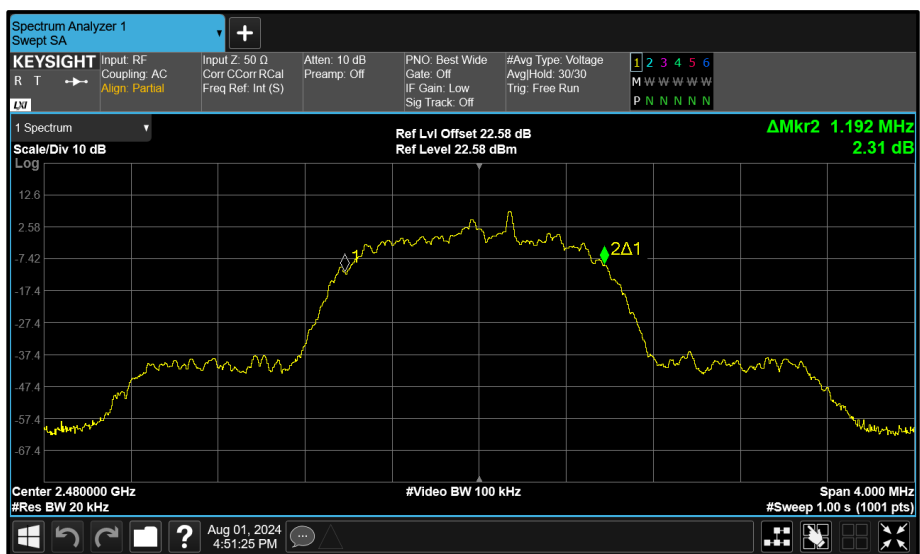 Spectrum Analyzer 1
Swept SA
+
KEYSIGHT
R T
LXI
Input: RF
Coupling: AC
Align: Partial
Input Z: 50 Ω
Corr CCorr RCal
Freq Ref: Int (S)
Atten: 10 dB
Preamp: Off
PNO: Best Wide
Gate: Off
IF Gain: Low
Sig Track: Off
#Avg Type: Voltage
Avg|Hold: 30/30
Trig: Free Run
1 2 3 4 5 6
M W W W W W
P N N N N N
1 Spectrum
Scale/Div 10 dB
Ref Lvl Offset 22.58 dB
Ref Level 22.58 dBm
ΔMkr2 1.192 MHz
2.31 dB
Log
12.6
2.58
-7.42
-17.4
-27.4
-37.4
-47.4
-57.4
-67.4
1
2Δ1
Center 2.480000 GHz
#Res BW 20 kHz
#Video BW 100 kHz
Span 4.000 MHz
#Sweep 1.00 s (1001 pts)
?
Aug 01, 2024
4:51:25 PM